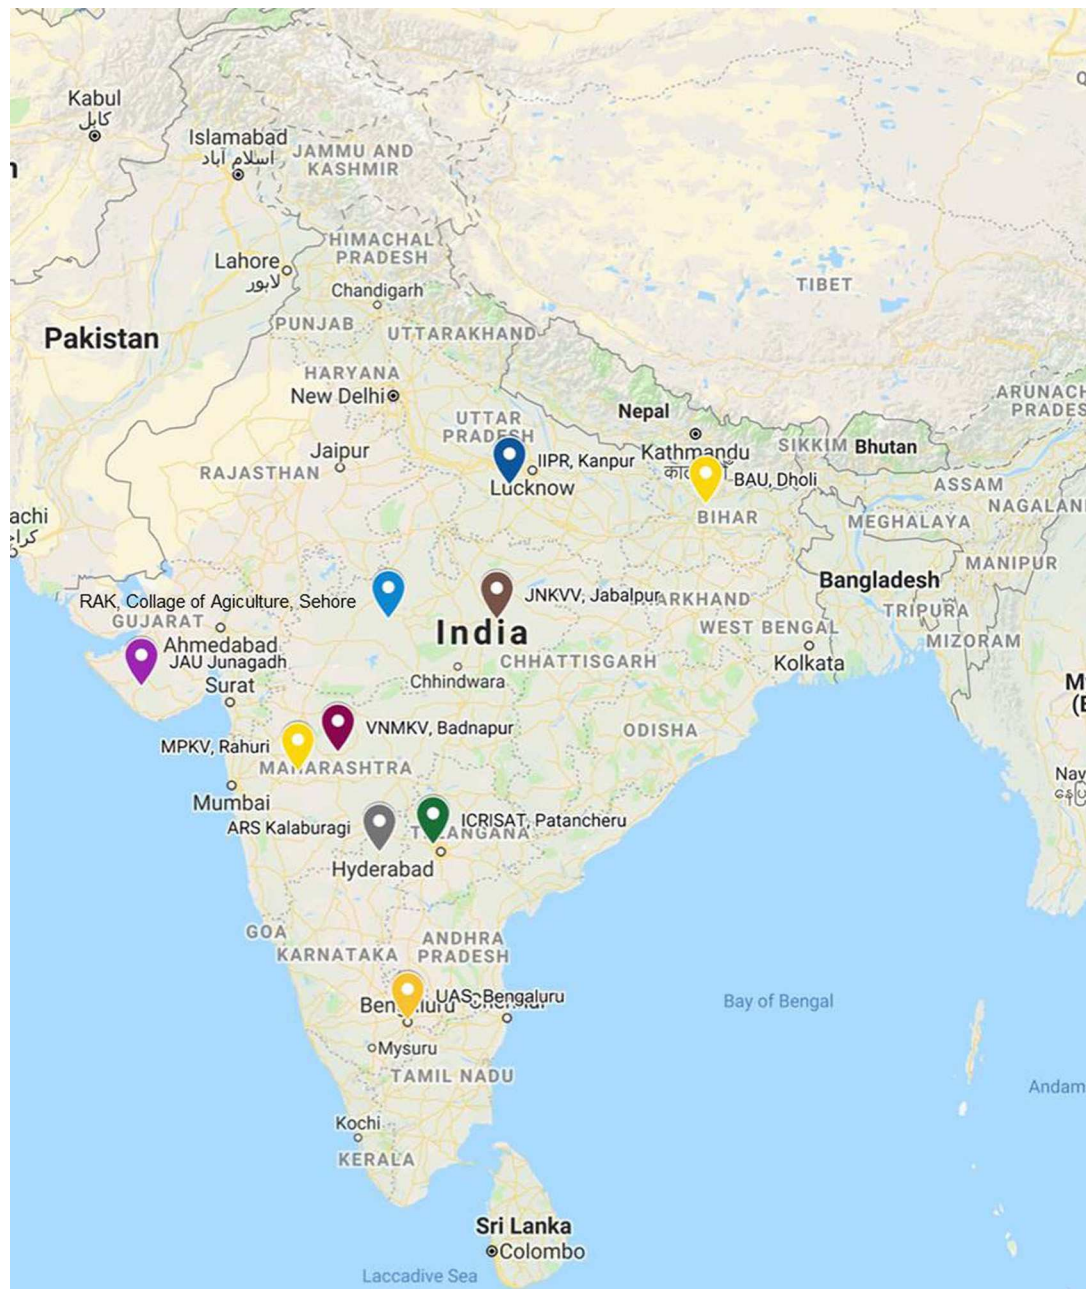 Kabul
کابل
Islamabad
اسلام آباد
JAMMU AND
KASHMIR
HIMACHAL
PRADESH
Lahore
لاہور
Chandigarh
TIBET
PUNJAB
UTTARAKHAND
Pakistan
HARYANA
New Delhi
ARUNACH
PRADES
Nepal
UTTAR
PRADESH
Kathmandu
SIKKIM
Bhutan
Jaipur
IIPR, Kanpur
RAJASTHAN
BAU, Dholi
Lucknow
ASSAM
NAGALAN
achi
BIHAR
MEGHALAYA
MANIPUR
Bangladesh
RAK, Collage of Agiculture, Sehore
JNKVV, Jabalpur
ARKHAND
TRIPURA
GUJARAT
India
WEST BENGAL
MIZORAM
Ahmedabad
JAU Junagadh
CHHATTISGARH
Kolkata
Surat
Chhindwara
M
(E
VNMKV, Badnapur
ODISHA
MPKV, Rahuri
MAHARASHTRA
Nay
Mumbai
ARS Kalaburagi
ICRISAT, Patancheru
TELANGANA
Hyderabad
GOA
KARNATAKA
ANDHRA
PRADESH
UAS, Bengaluru
Bengaluru
Bay of Bengal
Mysuru
TAMIL NADU
Andam
Kochi
KERALA
Sri Lanka
Colombo
Laccadive Sea